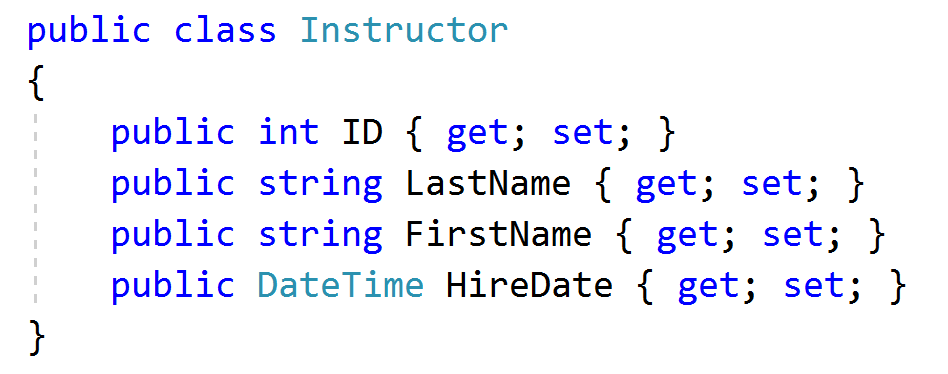 public class Instructor
{
    public int ID { get; set; }
    public string LastName { get; set; }
    public string FirstName { get; set; }
    public DateTime HireDate { get; set; }
}